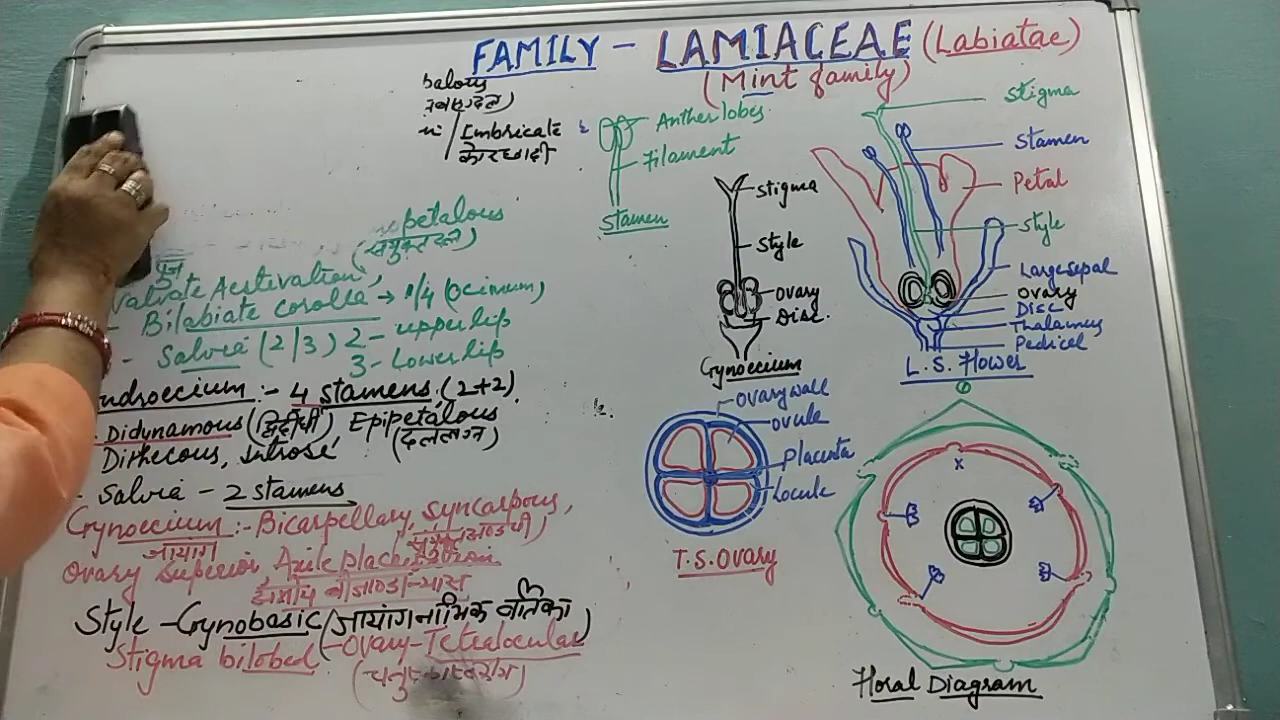 FAMILY - LAMIACEAE (Labiatae)
(Mint family)
Imbricate
petalous
Valvate Aestivation,
- Bilabiate corolla → 1/4 (Ocimum)
- Salvia (2/3) 2 - upper lip
3 - Lower lip
ndroecium :- 4 stamens, (2+2)
Didynamous (द्विदीर्घी), Epipetalous
(दललग्न)
Dithecous, Introse
- Salvia - 2 stamens
Gynoecium :- Bicarpellary, syncarpous,
जायांग
Ovary superior Axile
Style - Gynobasic (जायांगनाभिक वर्तिका)
Stigma bilobed - Ovary - Tetralocular
Anther lobes
Filament
Stamen
Stigma
Style
Ovary
Disc.
Gynoecium
Stigma
Stamen
Petal
Style
Large sepal
Ovary
Disc
Thalamus
Pedicel
L.S. Flower
Ovary wall
ovule
Placenta
Locule
T.S. Ovary
Floral Diagram